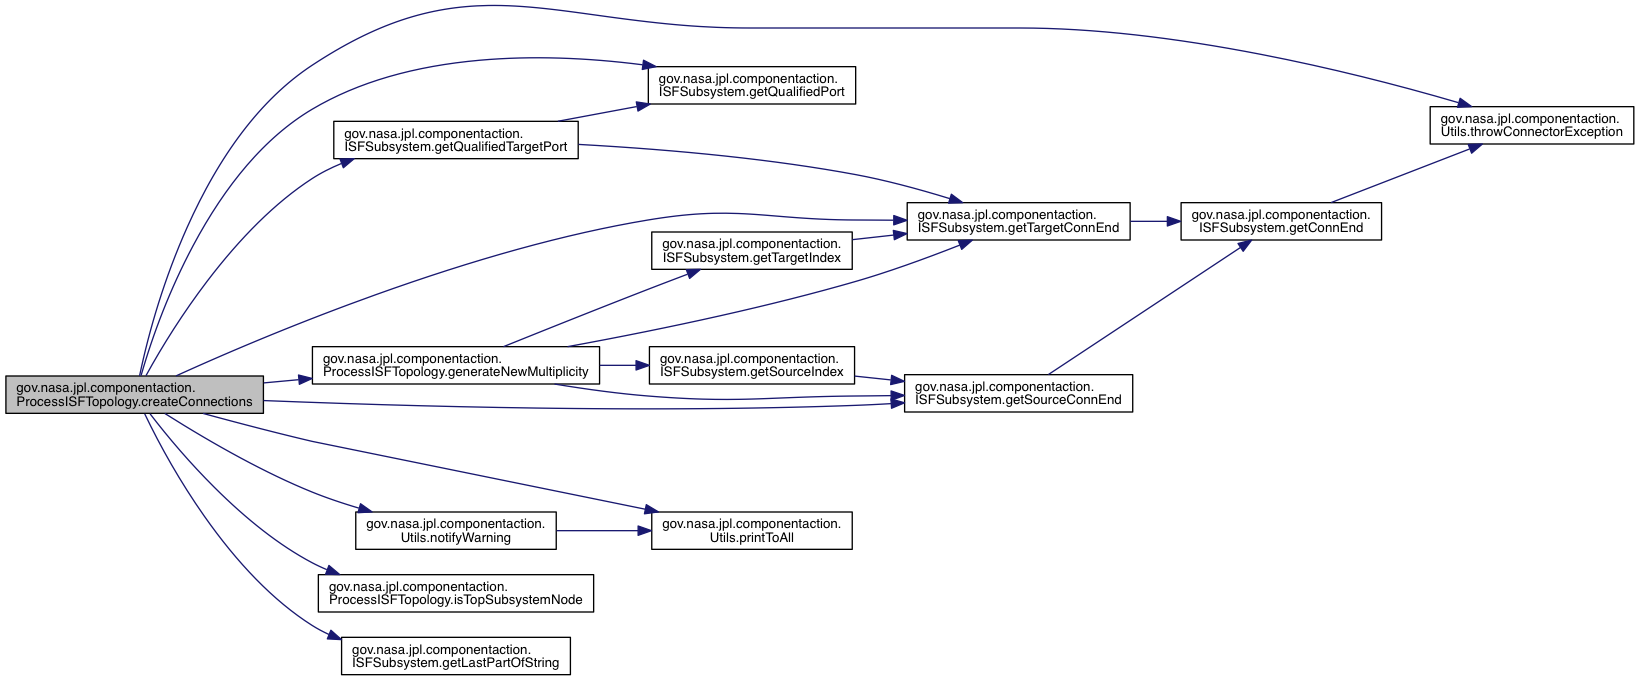 gov.nasa.jpl.componentaction.
ISFSubsystem.getQualifiedPort
gov.nasa.jpl.componentaction.
Utils.throwConnectorException
gov.nasa.jpl.componentaction.
ISFSubsystem.getQualifiedTargetPort
gov.nasa.jpl.componentaction.
ISFSubsystem.getTargetConnEnd
gov.nasa.jpl.componentaction.
ISFSubsystem.getConnEnd
gov.nasa.jpl.componentaction.
ISFSubsystem.getTargetIndex
gov.nasa.jpl.componentaction.
ProcessISFTopology.generateNewMultiplicity
gov.nasa.jpl.componentaction.
ISFSubsystem.getSourceIndex
gov.nasa.jpl.componentaction.
ProcessISFTopology.createConnections
gov.nasa.jpl.componentaction.
ISFSubsystem.getSourceConnEnd
gov.nasa.jpl.componentaction.
Utils.notifyWarning
gov.nasa.jpl.componentaction.
Utils.printToAll
gov.nasa.jpl.componentaction.
ProcessISFTopology.isTopSubsystemNode
gov.nasa.jpl.componentaction.
ISFSubsystem.getLastPartOfString